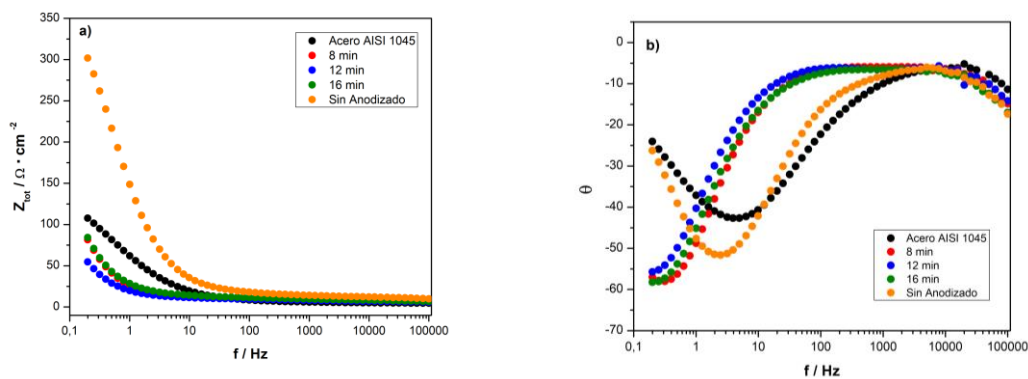 a)
350
300
250
200
150
100
50
0
Z_tot / Ω · cm⁻²
Acero AISI 1045
8 min
12 min
16 min
Sin Anodizado
0,1 1 10 100 1000 10000 100000
f / Hz
b)
0
-10
-20
-30
-40
-50
-60
-70
θ
Acero AISI 1045
8 min
12 min
16 min
Sin Anodizado
0,1 1 10 100 1000 10000 100000
f / Hz